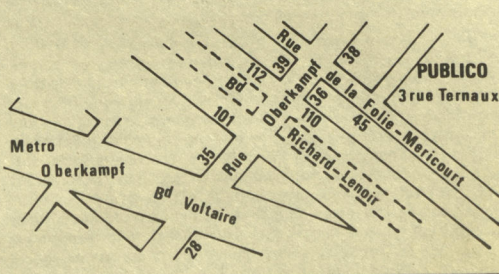 Rue
39
38
112
Bd
Oberkampf
de la Folie-Mericourt
PUBLICO
3 rue Ternaux
36
45
101
110
Richard-Lenoir
Metro
Oberkampf
35
Rue
Bd Voltaire
28